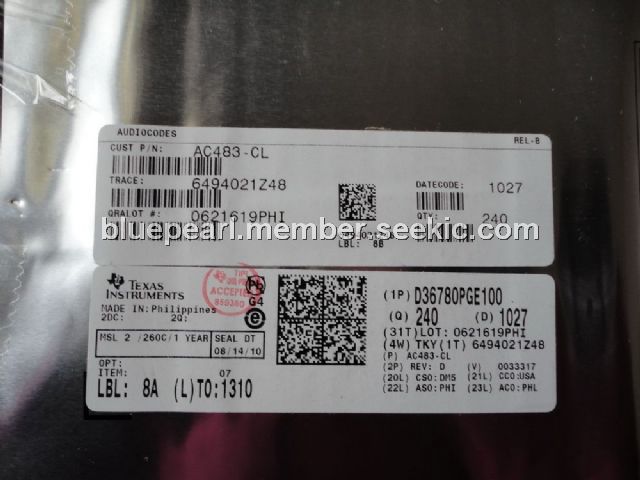 AUDIOCODES
REL-B
CUST P/N: AC483-CL
TRACE: 6494021Z48
DATECODE: 1027
QRALOT #: 0621619PHI
QTY: 240
LBL: 8B
bluepearl.member.seekic.com
TEXAS INSTRUMENTS
MADE IN: Philippines
2DC: 2Q:
ACCEPTED
G4
e
MSL 2 /260C/1 YEAR
SEAL DT
08/14/10
OPT:
ITEM: 07
LBL: 8A (L)TO:1310
(1P) D36780PGE100
(Q) 240 (D) 1027
(31T)LOT: 0621619PHI
(4W) TKY(1T) 6494021Z48
(P) AC483-CL
(2P) REV: D (V) 0033317
(20L) CSO:DM5 (21L) CCO:USA
(22L) ASO:PHI (23L) ACO:PHL